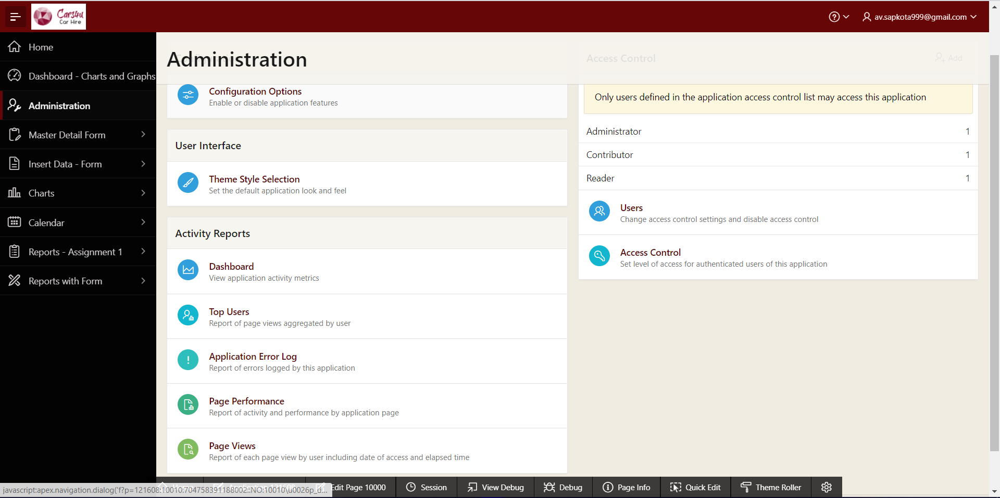 Cars4u
Car Hire
av.sapkota999@gmail.com
Home
Dashboard - Charts and Graphs
Administration
Master Detail Form
Insert Data - Form
Charts
Calendar
Reports - Assignment 1
Reports with Form
Administration
Configuration Options
Enable or disable application features
User Interface
Theme Style Selection
Set the default application look and feel
Activity Reports
Dashboard
View application activity metrics
Top Users
Report of page views aggregated by user
Application Error Log
Report of errors logged by this application
Page Performance
Report of activity and performance by application page
Page Views
Report of each page view by user including date of access and elapsed time
Access Control
Add
Only users defined in the application access control list may access this application
Administrator 1
Contributor 1
Reader 1
Users
Change access control settings and disable access control
Access Control
Set level of access for authenticated users of this application
javascript:apex.navigation.dialog('f?p=121608:10010:704758391188002::NO:10010\u0026p_d...
Home Application 121608 Edit Page 10000 Session View Debug Debug Page Info Quick Edit Theme Roller